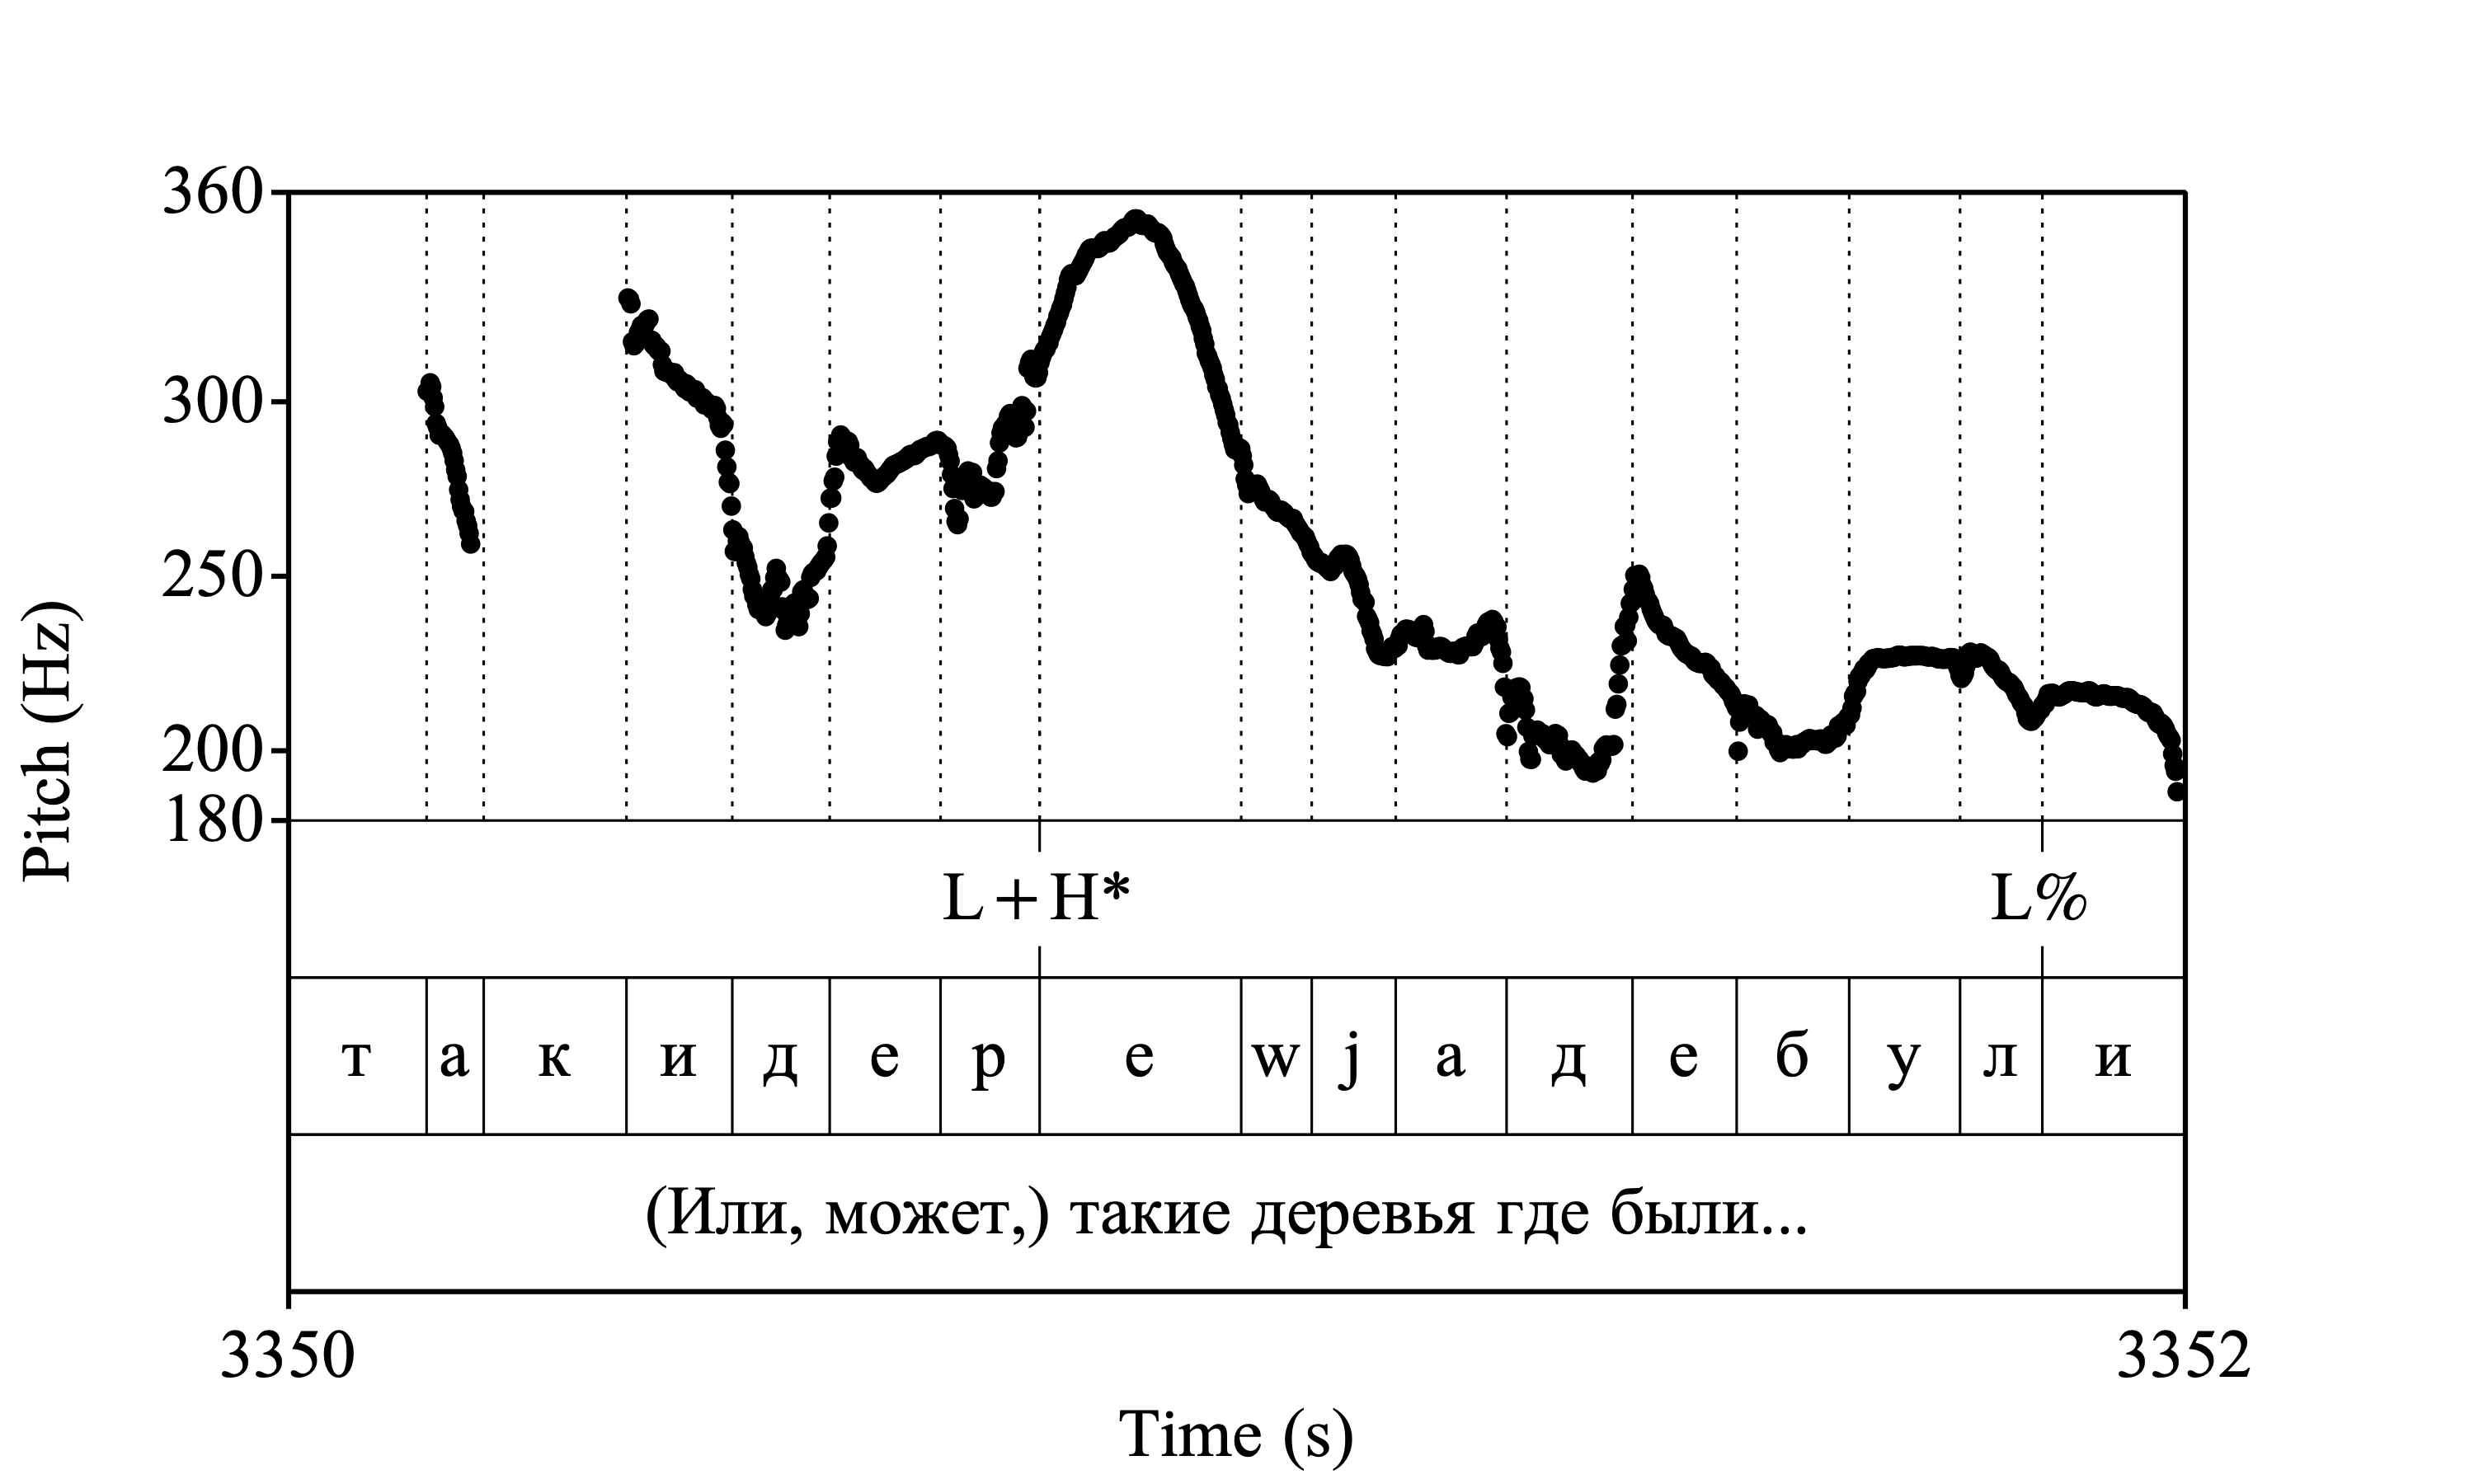 360
300
250
200
180
Pitch (Hz)
L+H* L%
т а к и д е р е w j а д е б у л и
(Или, может,) такие деревья где были...
3350 3352
Time (s)